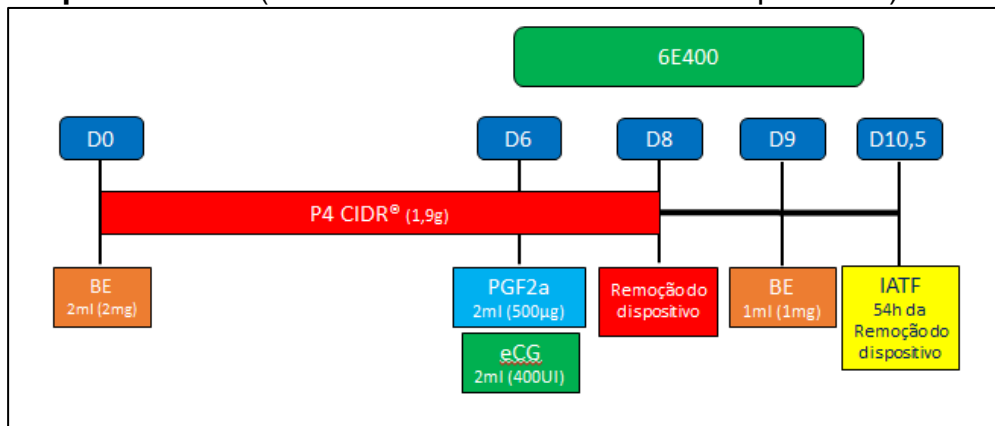 6E400
D0
D6
D8
D9
D10,5
P4 CIDR® (1,9g)
BE
2ml (2mg)
PGF2a
2ml (500µg)
eCG
2ml (400UI)
Remoção do
dispositivo
BE
1ml (1mg)
IATF
54h da
Remoção do
dispositivo